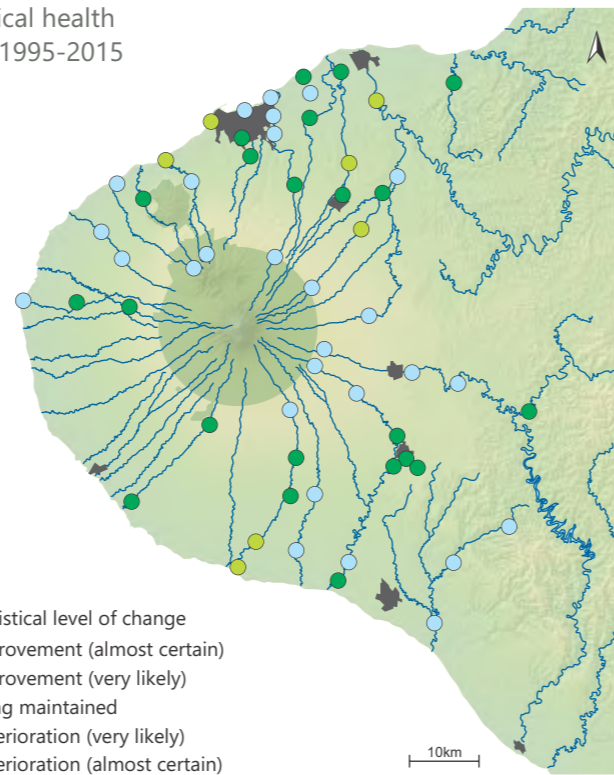 ical health
1995-2015
istical level of change
rovement (almost certain)
rovement (very likely)
ng maintained
erioration (very likely)
erioration (almost certain)
10km